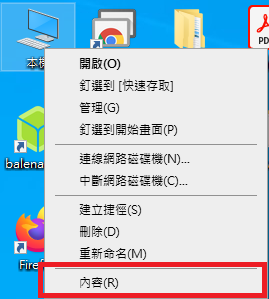 本機
開啟(O)
釘選到 [快速存取]
管理(G)
釘選到開始畫面(P)
連線網路磁碟機(N)...
中斷網路磁碟機(C)...
建立捷徑(S)
刪除(D)
重新命名(M)
內容(R)
PDF
balena
Firef